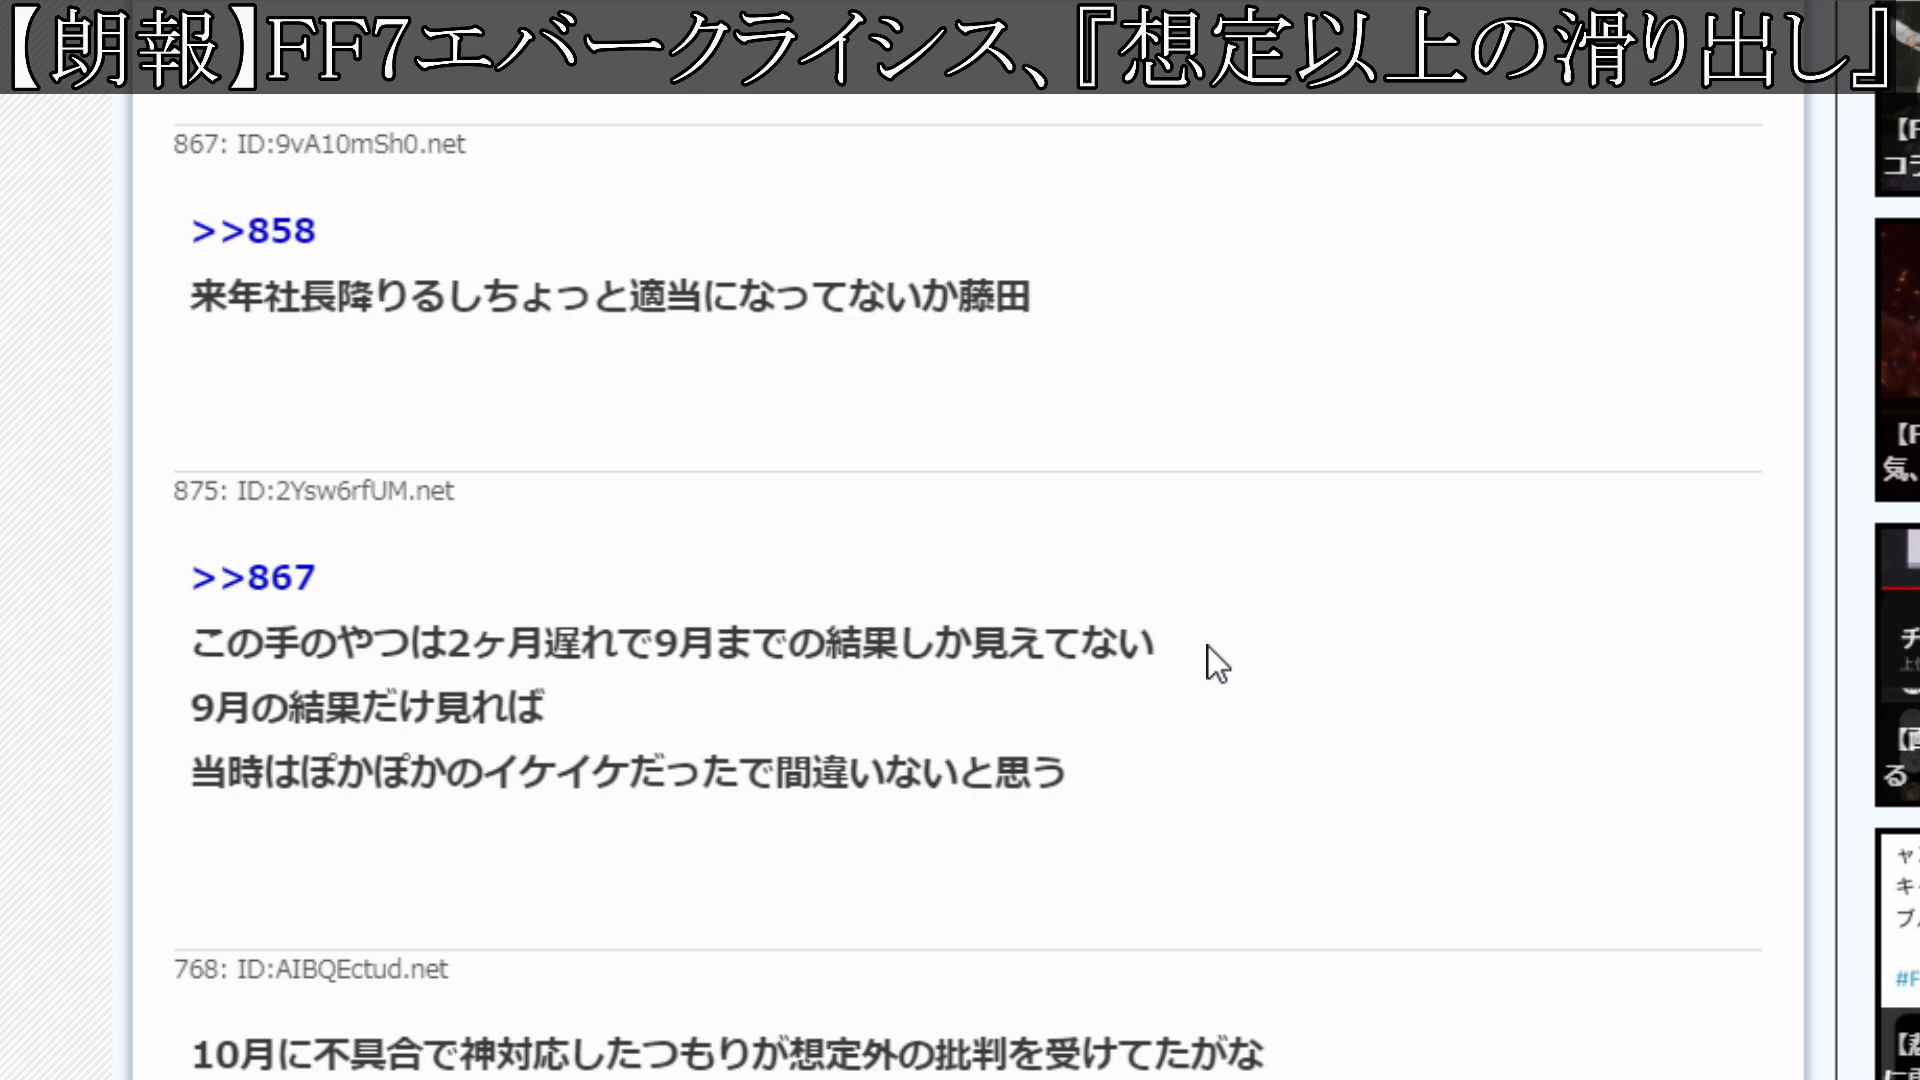 【朗報】FF7エバークライシス、『想定以上の滑り出し』
867: ID:9vA10mSh0.net
>>858
来年社長降りるしちょっと適当になってないか藤田
875: ID:2Ysw6rfUM.net
>>867
この手のやつは2ヶ月遅れで9月までの結果しか見えてない
9月の結果だけ見れば
当時はぽかぽかのイケイケだったで間違いないと思う
768: ID:AIBQEctud.net
10月に不具合で神対応したつもりが想定外の批判を受けてたがな
【F
コラ
【F
気、
チ
る
キ
ブ
#F